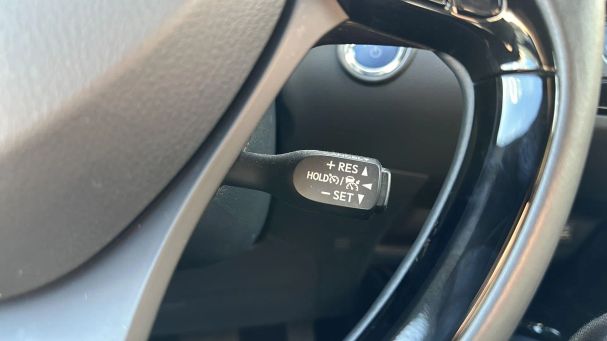 + RES ▲
HOLD / ◀
− SET ▼